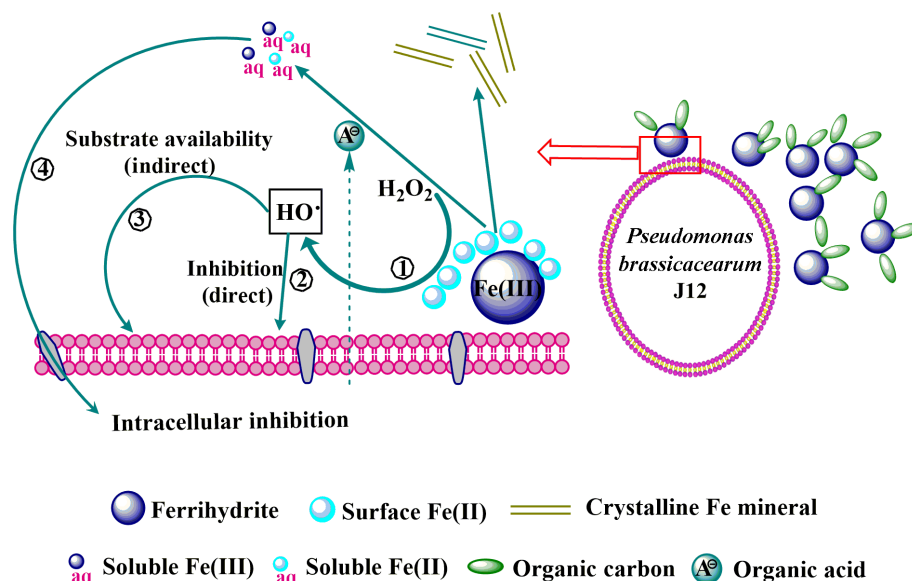 aq aq
aq aq
A⊖
Substrate availability
(indirect)
④
H₂O₂
HO·
③
Inhibition
(direct)
②
①
Fe(III)
Pseudomonas
brassicacearum
J12
Intracellular inhibition
Ferrihydrite
Surface Fe(II)
Crystalline Fe mineral
aq Soluble Fe(III)
aq Soluble Fe(II)
Organic carbon
A⊖ Organic acid